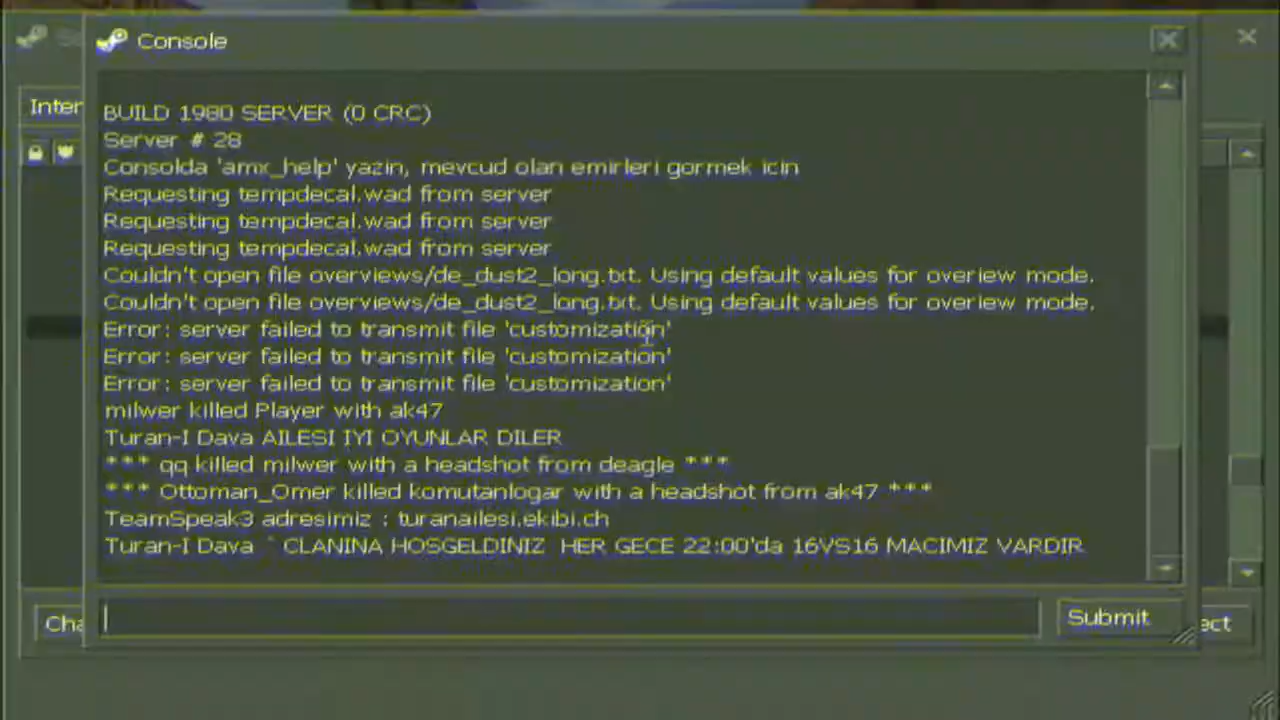 Console
BUILD 1980 SERVER (0 CRC)
Server # 28
Consolda 'amx_help' yazin, mevcud olan emirleri gormek icin
Requesting tempdecal.wad from server
Requesting tempdecal.wad from server
Requesting tempdecal.wad from server
Couldn't open file overviews/de_dust2_long.txt. Using default values for overiew mode.
Couldn't open file overviews/de_dust2_long.txt. Using default values for overiew mode.
Error: server failed to transmit file 'customization'
Error: server failed to transmit file 'customization'
Error: server failed to transmit file 'customization'
milwer killed Player with ak47
Turan-I Dava AILESI IYI OYUNLAR DILER
*** qq killed milwer with a headshot from deagle ***
*** Ottoman_Omer killed komutanlogar with a headshot from ak47 ***
TeamSpeak3 adresimiz : turanailesi.ekibi.ch
Turan-I Dava ` CLANINA HOSGELDINIZ HER GECE 22:00'da 16VS16 MACIMIZ VARDIR
Submit
Inter
Cha
ect